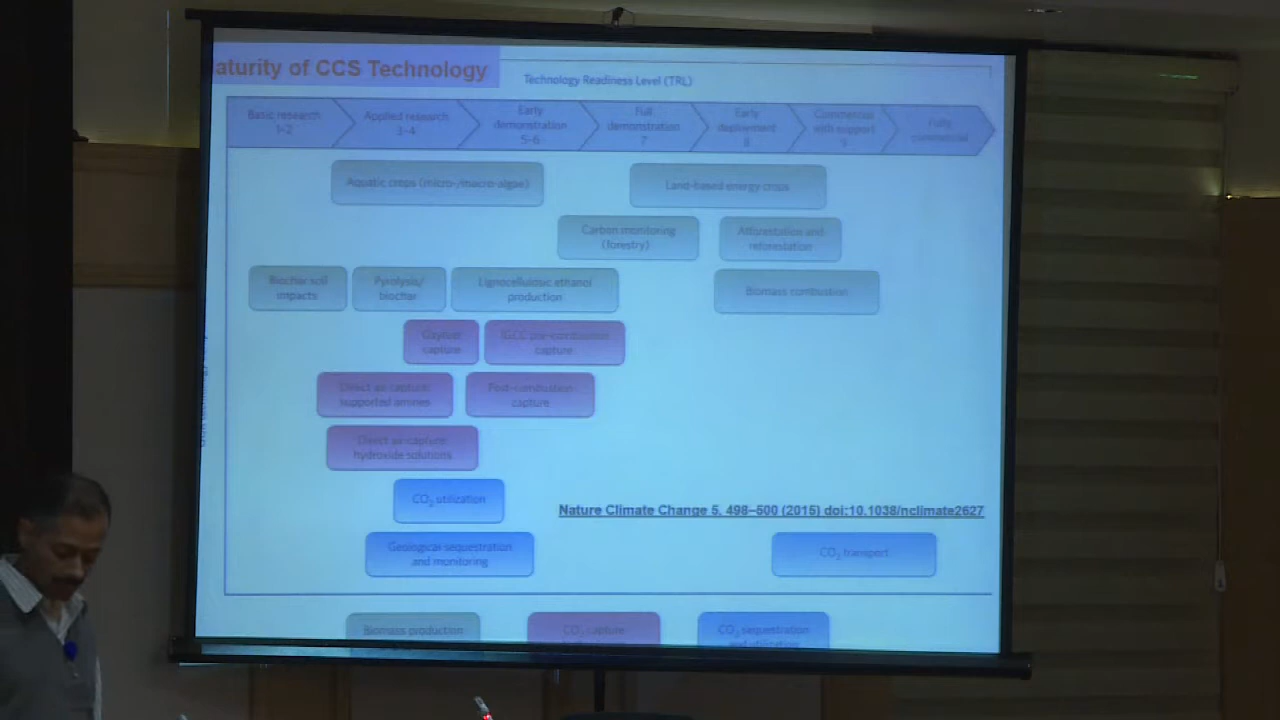 aturity of CCS Technology
Technology Readiness Level (TRL)
Basic research
1-2
Applied research
3-4
Early
demonstration
5-6
Full
demonstration
7
Early
deployment
8
Commercial
with support
9
Fully
commercial
Aquatic crops (micro-/macro-algae)
Land-based energy crops
Carbon monitoring
(forestry)
Afforestation and
reforestation
Biochar soil
impacts
Pyrolysis/
biochar
Lignocellulosic ethanol
production
Biomass combustion
Oxyfuel
capture
IGCC pre-combustion
capture
Direct air capture:
supported amines
Post-combustion
capture
Direct air capture:
hydroxide solutions
CO₂ utilization
Nature Climate Change 5, 498–500 (2015) doi:10.1038/nclimate2627
Geological sequestration
and monitoring
CO₂ transport
Biomass production
CO₂ capture
CO₂ sequestration
and utilization